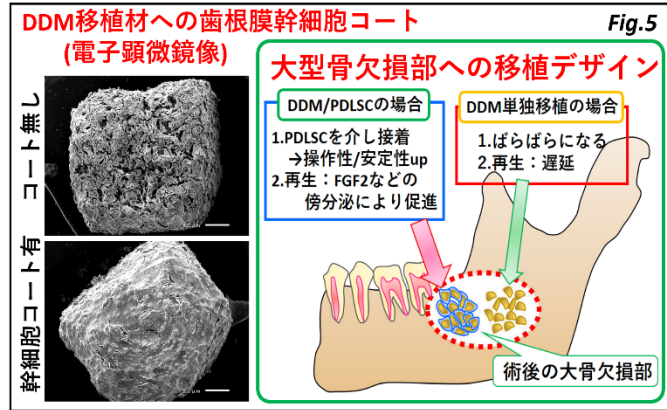 DDM移植材への歯根膜幹細胞コート
(電子顕微鏡像)
コート無し
幹細胞コート有
Fig.5
大型骨欠損部への移植デザイン
DDM/PDLSCの場合
1.PDLSCを介し接着
→操作性/安定性up
2.再生：FGF2などの
傍分泌により促進
DDM単独移植の場合
1.ばらばらになる
2.再生：遅延
術後の大骨欠損部